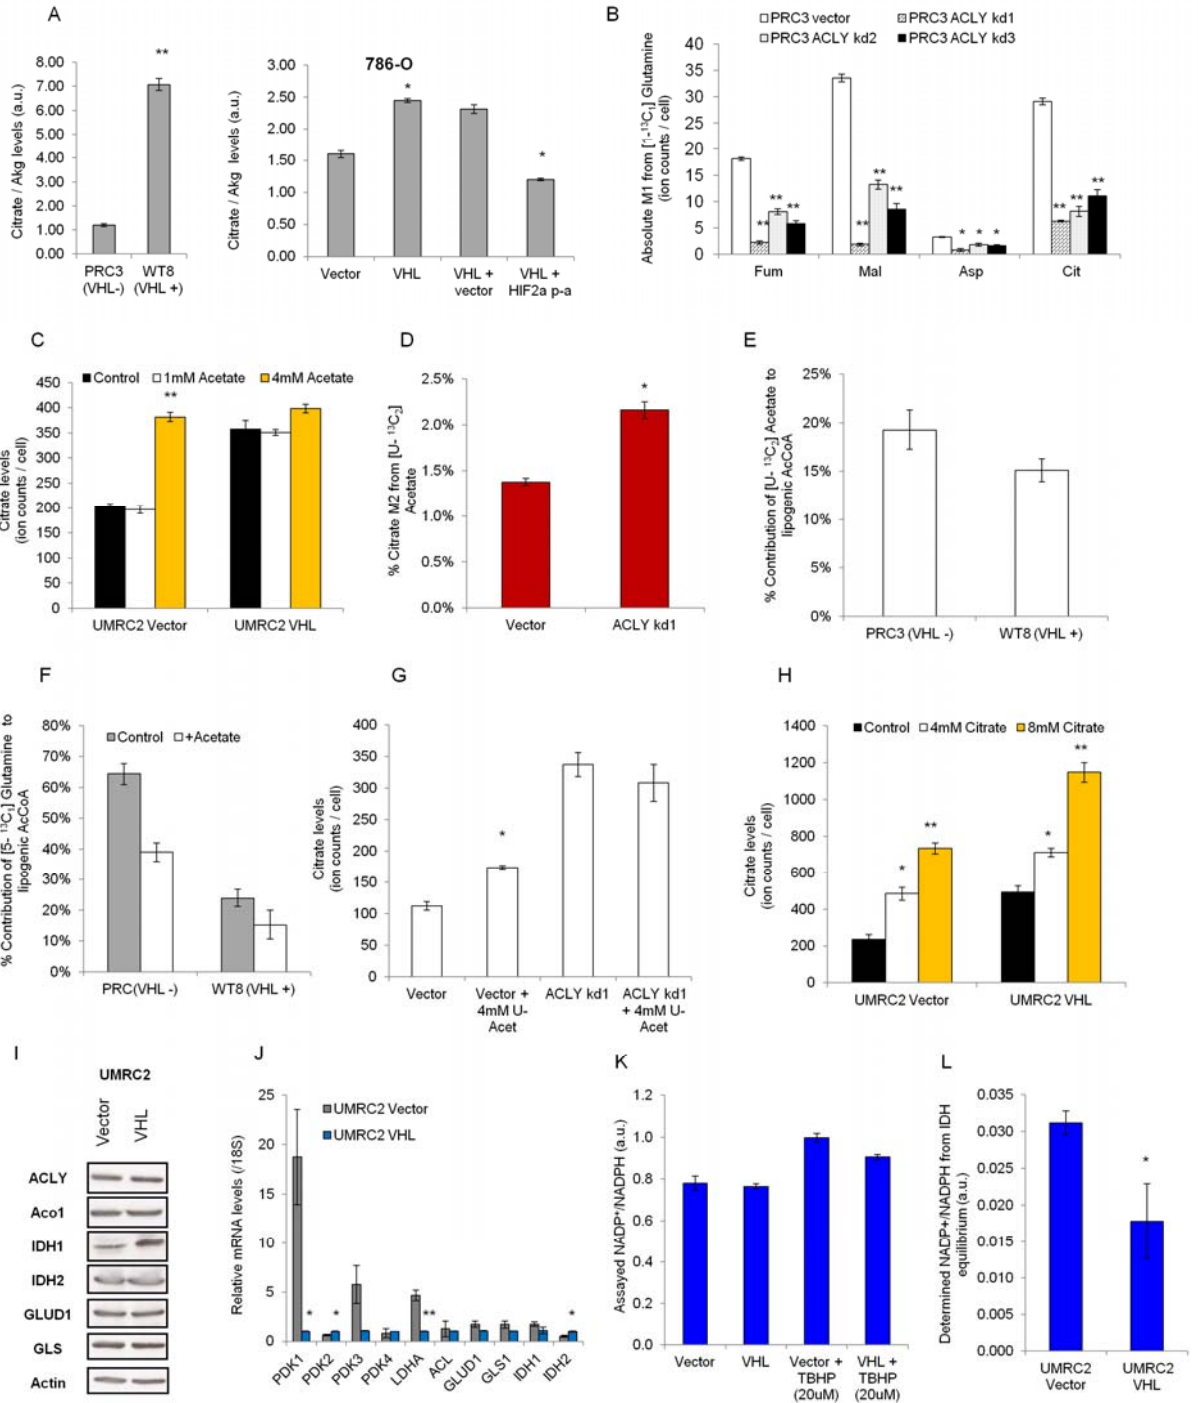 A
Citrate / Akg levels (a.u.)
8.00
7.00
6.00
5.00
4.00
3.00
2.00
1.00
0.00
**
PRC3
(VHL-)
WT8
(VHL +)
Citrate / Akg levels (a.u.)
786-O
3.00
2.50
2.00
1.50
1.00
0.50
0.00
*
*
Vector
VHL
VHL +
vector
VHL +
HIF2a p-a
B
PRC3 vector
PRC3 ACLY kd1
PRC3 ACLY kd2
PRC3 ACLY kd3
Absolute M1 from [1-¹³C₁] Glutamine
(ion counts / cell)
40
35
30
25
20
15
10
5
0
** ** **
** ** **
* * *
** ** **
Fum
Mal
Asp
Cit
C
Control
1mM Acetate
4mM Acetate
Citrate levels
(ion counts / cell)
450
400
350
300
250
200
150
100
50
0
**
UMRC2 Vector
UMRC2 VHL
D
% Citrate M2 from [U- ¹³C₂]
Acetate
2.5%
2.0%
1.5%
1.0%
0.5%
0.0%
*
Vector
ACLY kd1
E
% Contribution of [U- ¹³C₂] Acetate to
lipogenic AcCoA
25%
20%
15%
10%
5%
0%
PRC3 (VHL -)
WT8 (VHL +)
F
% Contribution of [5- ¹³C₁] Glutamine to
lipogenic AcCoA
80%
70%
60%
50%
40%
30%
20%
10%
0%
Control
+Acetate
PRC(VHL -)
WT8 (VHL +)
G
Citrate levels
(ion counts / cell)
400
350
300
250
200
150
100
50
0
*
Vector
Vector +
4mM U-
Acet
ACLY kd1
ACLY kd1
+ 4mM U-
Acet
H
Control
4mM Citrate
8mM Citrate
Citrate levels
(ion counts / cell)
1400
1200
1000
800
600
400
200
0
*
**
*
**
UMRC2 Vector
UMRC2 VHL
I
UMRC2
Vector
VHL
ACLY
Aco1
IDH1
IDH2
GLUD1
GLS
Actin
J
Relative mRNA levels (/18S)
25
20
15
10
5
0
UMRC2 Vector
UMRC2 VHL
*
*
**
*
PDK1
PDK2
PDK3
PDK4
LDHA
ACL
GLUD1
GLS1
IDH1
IDH2
K
Assayed NADP⁺/NADPH (a.u.)
1.2
1.0
0.8
0.6
0.4
0.2
0.0
Vector
VHL
Vector +
TBHP
(20uM)
VHL +
TBHP
(20uM)
L
Determined NADP+/NADPH from IDH
equilibrium (a.u.)
0.035
0.030
0.025
0.020
0.015
0.010
0.005
0.000
*
UMRC2
Vector
UMRC2
VHL